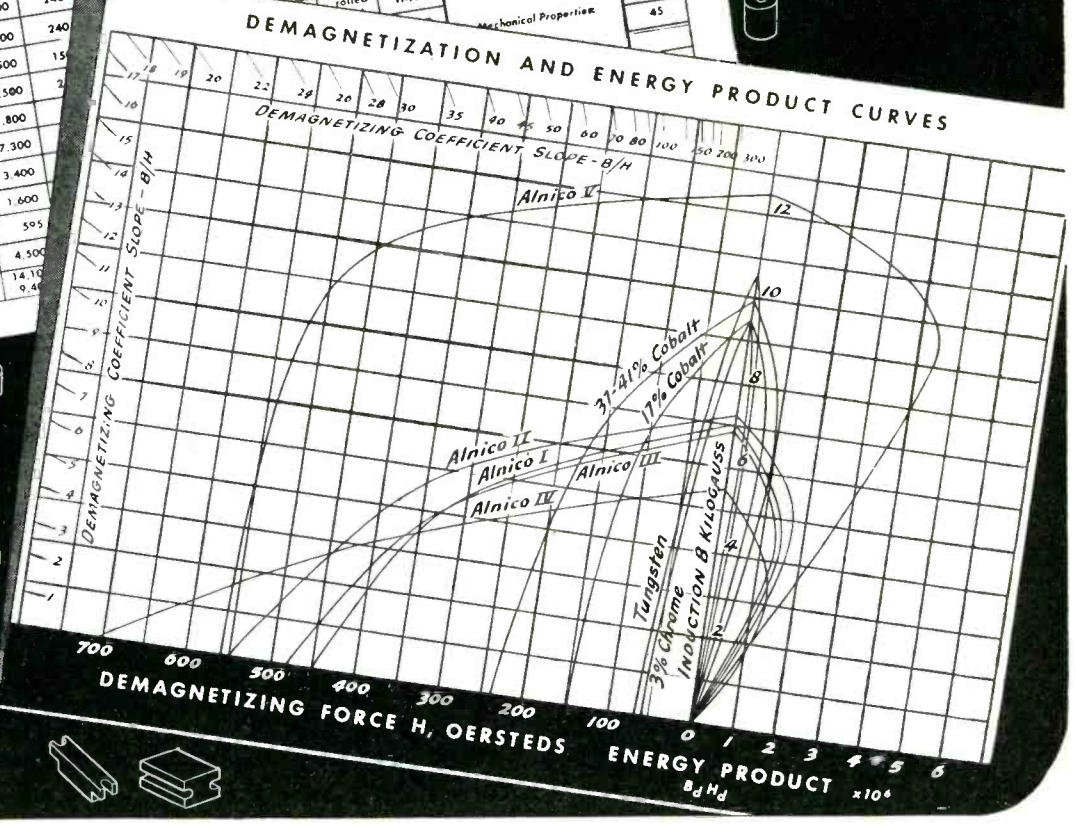 rolled
Mechanical Properties
45
240
240
800
7.300
3.400
1.600
595
4,500
DEMAGNETIZATION AND ENERGY PRODUCT CURVES
17 18 19 20 22 24 26 28 30 35 40 45 50 60 70 80 100 150 200 300
DEMAGNETIZING COEFFICIENT SLOPE-B/H
16
15
14
13
12
11
10
9
8
7
6
5
4
3
2
1
DEMAGNETIZING COEFFICIENT SLOPE-B/H
Alnico V
12
10
37-41% Cobalt
17% Cobalt
8
Alnico II
Alnico I
Alnico III
Alnico IV
6
4
2
Tungsten
3% Chrome
INDUCTION B KILOGAUSS
700 600 500 400 300 200 100 0 1 2 3 4 5 6
DEMAGNETIZING FORCE H, OERSTEDS ENERGY PRODUCT x10⁶
BdHd